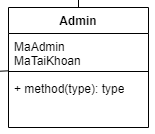 Admin
MaAdmin
MaTaiKhoan
+ method(type): type